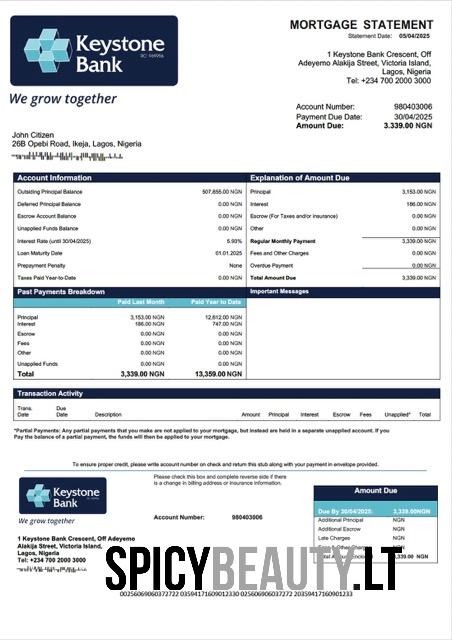 Keystone
Bank
RC: 869956
We grow together
MORTGAGE STATEMENT
Statement Date: 05/04/2025
1 Keystone Bank Crescent, Off
Adeyemo Alakija Street, Victoria Island,
Lagos, Nigeria
Tel: +234 700 2000 3000
Account Number: 980403006
Payment Due Date: 30/04/2025
Amount Due: 3.339.00 NGN
John Citizen
26B Opebi Road, Ikeja, Lagos, Nigeria
Account Information
Outsiding Principal Balance 507,655.00 NGN
Deferred Principal Balance 0.00 NGN
Escrow Account Balance 0.00 NGN
Unapplied Funds Balance 0.00 NGN
Interest Rate (until 30/04/2025) 5.93%
Loan Maturity Date 01.01.2025
Prepayment Penalty None
Taxes Paid Year-to-Date 0.00 NGN
Explanation of Amount Due
Principal 3,153.00 NGN
Interest 186.00 NGN
Escrow (For Taxes and/or insurance) 0.00 NGN
Other 0.00 NGN
Regular Monthly Payment 3,339.00 NGN
Fees and Other Charges 0.00 NGN
Overdue Payment 0.00 NGN
Total Amount Due 3,339.00 NGN
Past Payments Breakdown
Paid Last Month Paid Year to Date
Principal 3,153.00 NGN 12,612.00 NGN
Interest 186.00 NGN 747.00 NGN
Escrow 0.00 NGN 0.00 NGN
Fees 0.00 NGN 0.00 NGN
Other 0.00 NGN 0.00 NGN
Unapplied Funds 0.00 NGN 0.00 NGN
Total 3,339.00 NGN 13,359.00 NGN
Important Messages
Transaction Activity
Trans. Date Due Date Description Amount Principal Interest Escrow Fees Unapplied* Total
*Partial Payments: Any partial payments that you make are not applied to your mortgage, but instead are held in a separate unapplied account. If you
Pay the balance of a partial payment, the funds will then be applied to your mortgage.
To ensure proper credit, please write account number on check and return this stub along with your payment in envelope provided.
Keystone
Bank
We grow together
1 Keystone Bank Crescent, Off Adeyemo
Alakija Street, Victoria Island,
Lagos, Nigeria
Tel: +234 700 2000 3000
Please check this box and complete reverse side if there
is a change in billing address or insurance information.
Account Number: 980403006
Amount Due
Due By 30/04/2025: 3,339.00NGN
Additional Principal NGN
Additional Escrow NGN
Late Charges NGN
NGN
3,339.00 NGN
SPICYBEAUTY.LT
00256069060372722 03594171609012330 02560690603727220 20359417160901233